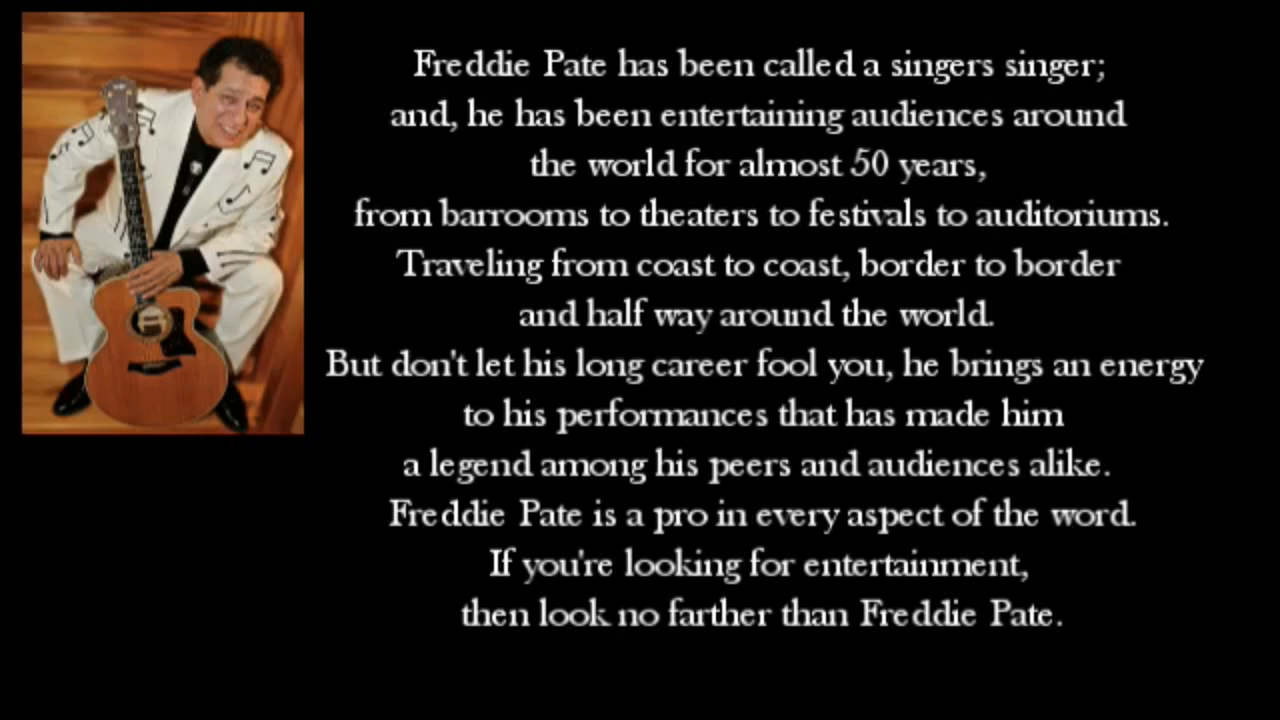 Freddie Pate has been called a singers singer;
and, he has been entertaining audiences around
the world for almost 50 years,
from barrooms to theaters to festivals to auditoriums.
Traveling from coast to coast, border to border
and half way around the world.
But don't let his long career fool you, he brings an energy
to his performances that has made him
a legend among his peers and audiences alike.
Freddie Pate is a pro in every aspect of the word.
If you're looking for entertainment,
then look no farther than Freddie Pate.